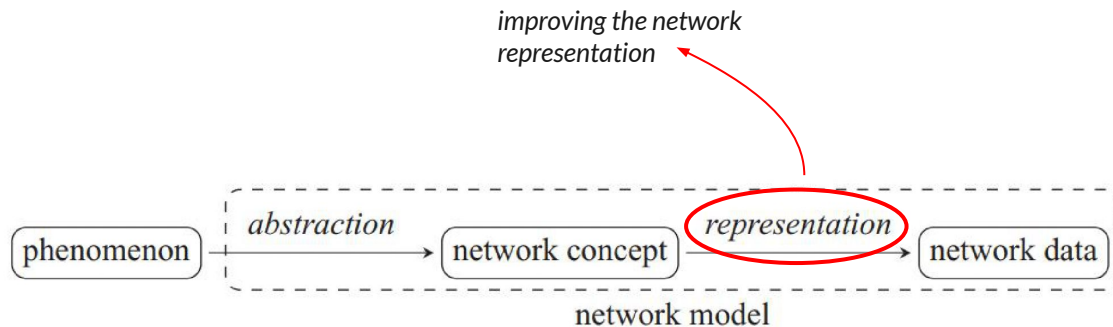 improving the network
representation
abstraction
representation
phenomenon
network concept
network data
network model